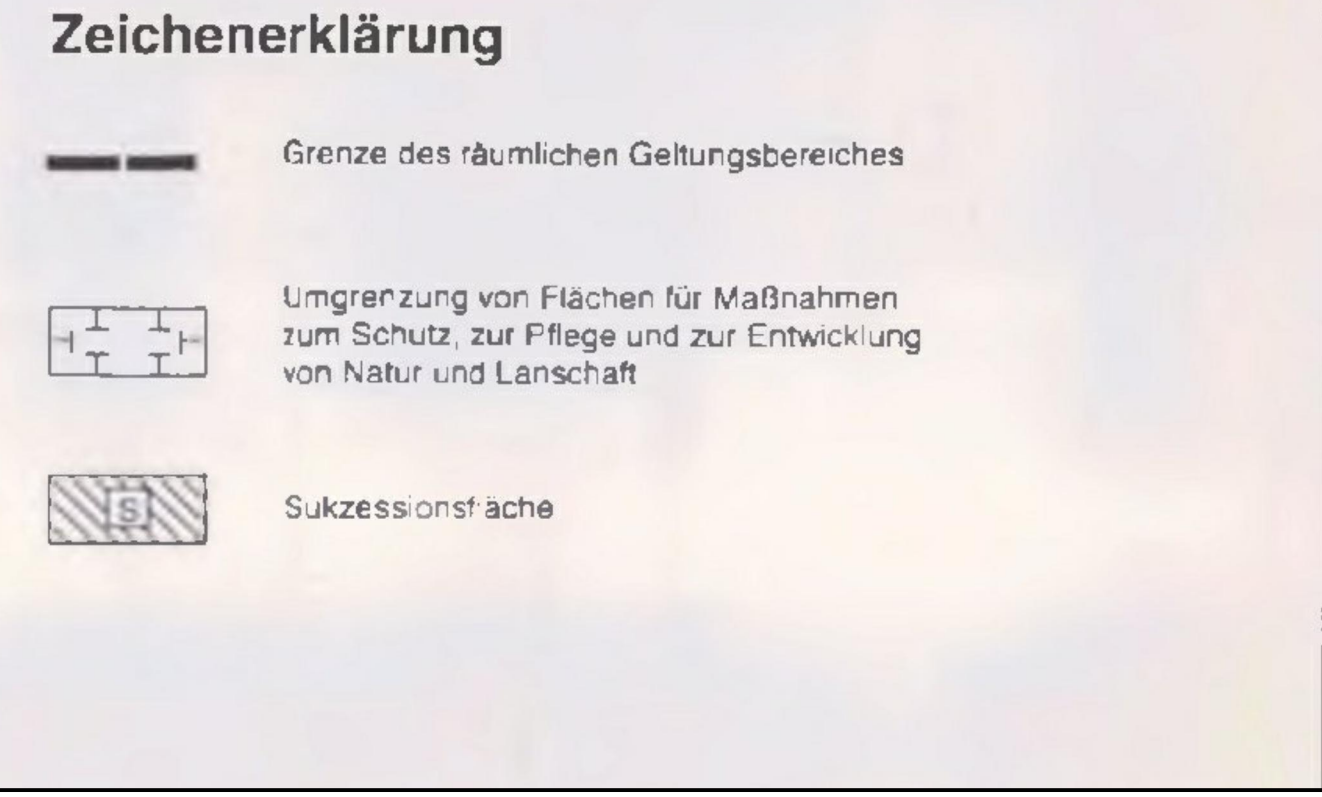 Zeichenerklärung
Grenze des räumlichen Geltungsbereiches
Umgrenzung von Flächen für Maßnahmen
zum Schutz, zur Pflege und zur Entwicklung
von Natur und Lanschaft
S
Sukzessionsfläche